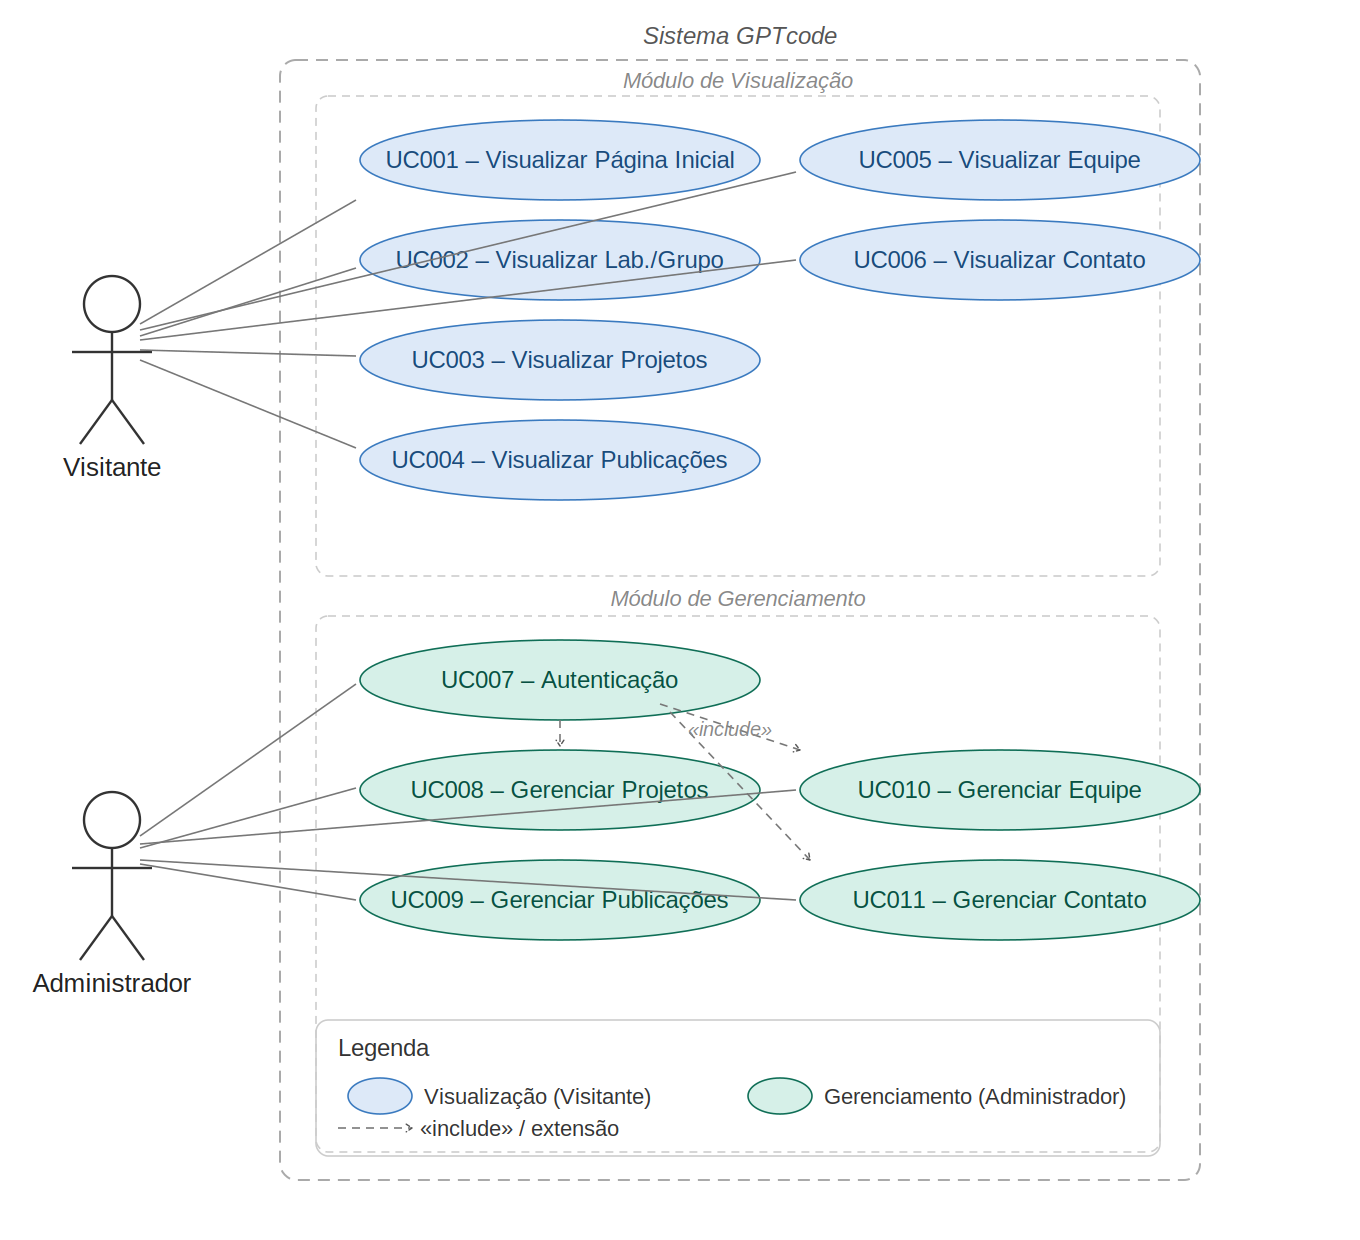 Sistema GPTcode
Módulo de Visualização
UC001 – Visualizar Página Inicial
UC005 – Visualizar Equipe
UC002 – Visualizar Lab./Grupo
UC006 – Visualizar Contato
UC003 – Visualizar Projetos
UC004 – Visualizar Publicações
Visitante
Módulo de Gerenciamento
UC007 – Autenticação
«include»
UC008 – Gerenciar Projetos
UC010 – Gerenciar Equipe
UC009 – Gerenciar Publicações
UC011 – Gerenciar Contato
Administrador
Legenda
Visualização (Visitante)
Gerenciamento (Administrador)
«include» / extensão